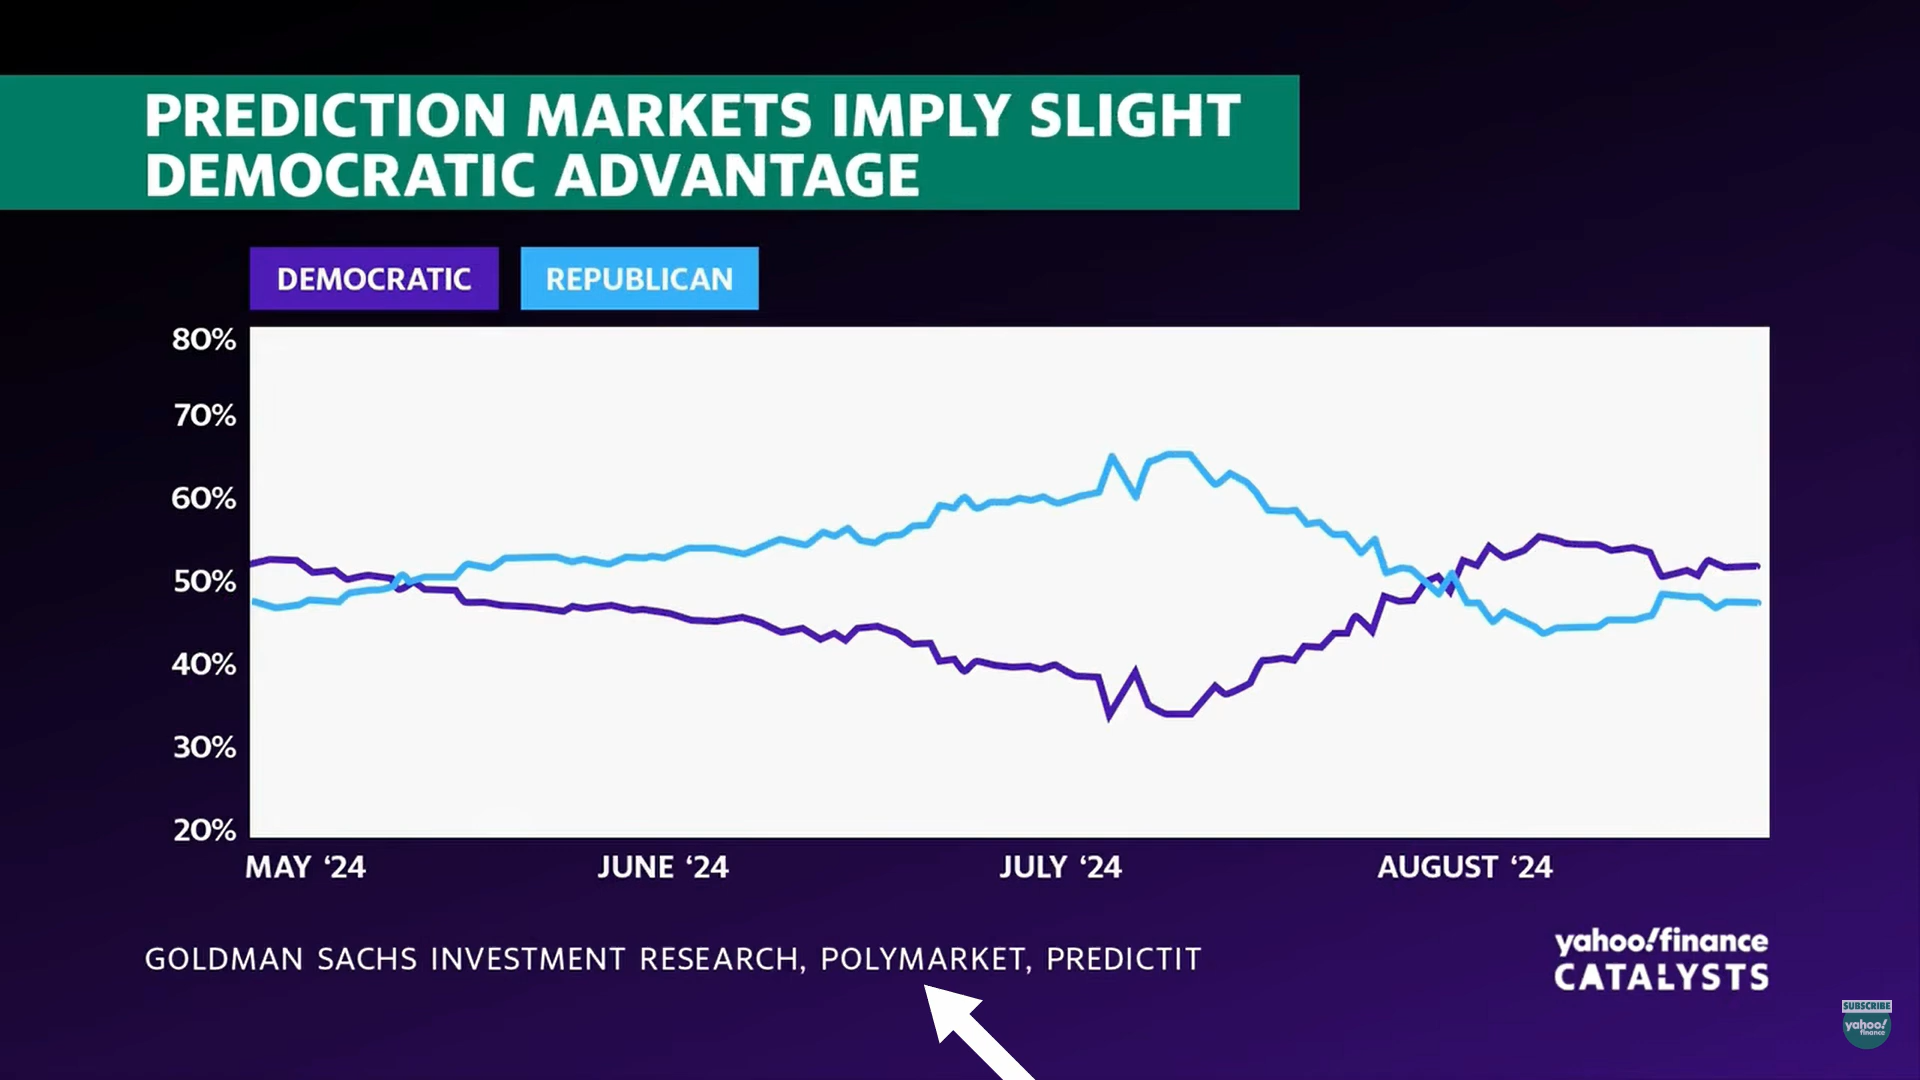 PREDICTION MARKETS IMPLY SLIGHT
DEMOCRATIC ADVANTAGE
DEMOCRATIC
REPUBLICAN
80%
70%
60%
50%
40%
30%
20%
MAY ‘24
JUNE ‘24
JULY ‘24
AUGUST ‘24
GOLDMAN SACHS INVESTMENT RESEARCH, POLYMARKET, PREDICTIT
yahoo!finance
CATALYSTS
SUBSCRIBE
yahoo!
finance